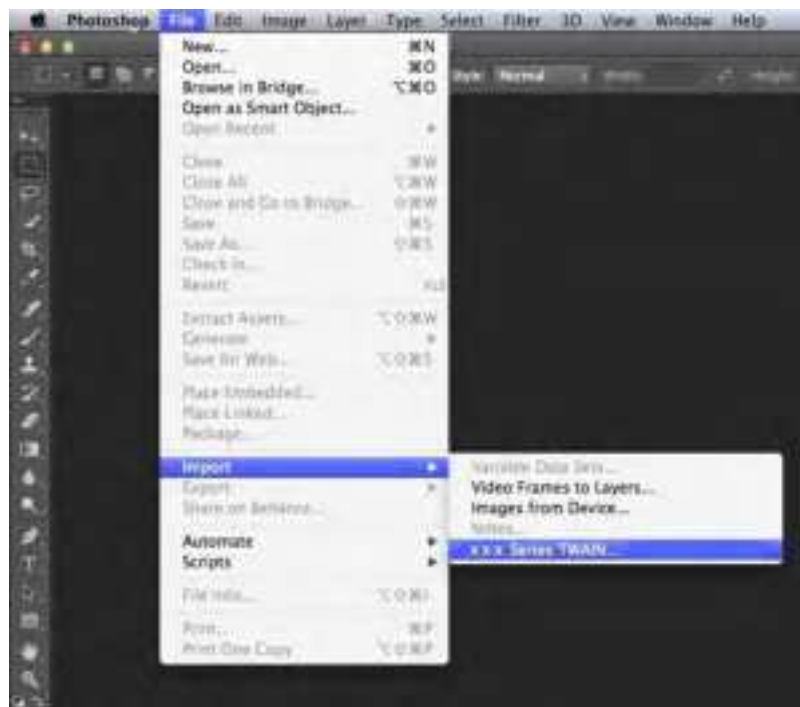 Photoshop File Edit Image Layer Type Select Filter 3D View Window Help
Style: Normal
New... ⌘N
Open... ⌘O
Browse in Bridge... ⌥⌘O
Open as Smart Object...
Open Recent
Close ⌘W
Close All ⌥⌘W
Close and Go to Bridge... ⇧⌘W
Save ⌘S
Save As... ⇧⌘S
Check In...
Revert
Extract Assets... ⌥⇧⌘W
Generate
Save for Web... ⌥⇧⌘S
Place Embedded...
Place Linked...
Package...
Import
Variable Data Sets...
Export
Video Frames to Layers...
Share on Behance...
Images from Device...
Notes...
Automate
x x x Series TWAIN...
Scripts
File Info... ⌥⇧⌘I
Print... ⌘P
Print One Copy ⌥⇧⌘P